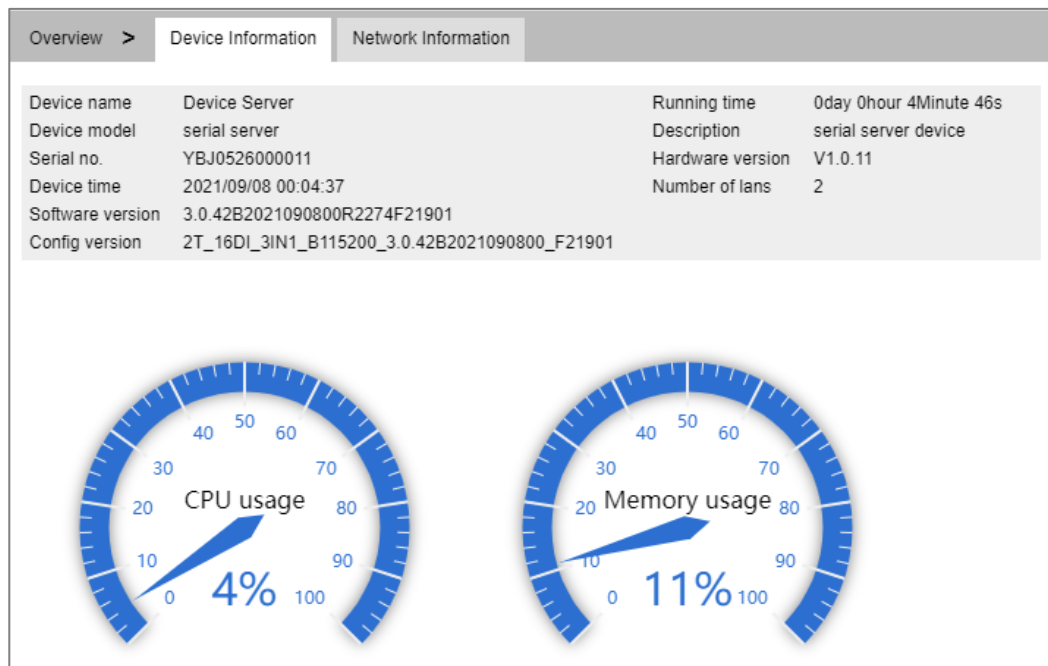 Overview > Device Information Network Information
Device name Device Server Running time 0day 0hour 4Minute 46s
Device model serial server Description serial server device
Serial no. YBJ0526000011 Hardware version V1.0.11
Device time 2021/09/08 00:04:37 Number of lans 2
Software version 3.0.42B2021090800R2274F21901
Config version 2T_16DI_3IN1_B115200_3.0.42B2021090800_F21901
0 10 20 30 40 50 60 70 80 90 100
CPU usage
4%
0 10 20 30 40 50 60 70 80 90 100
Memory usage
11%